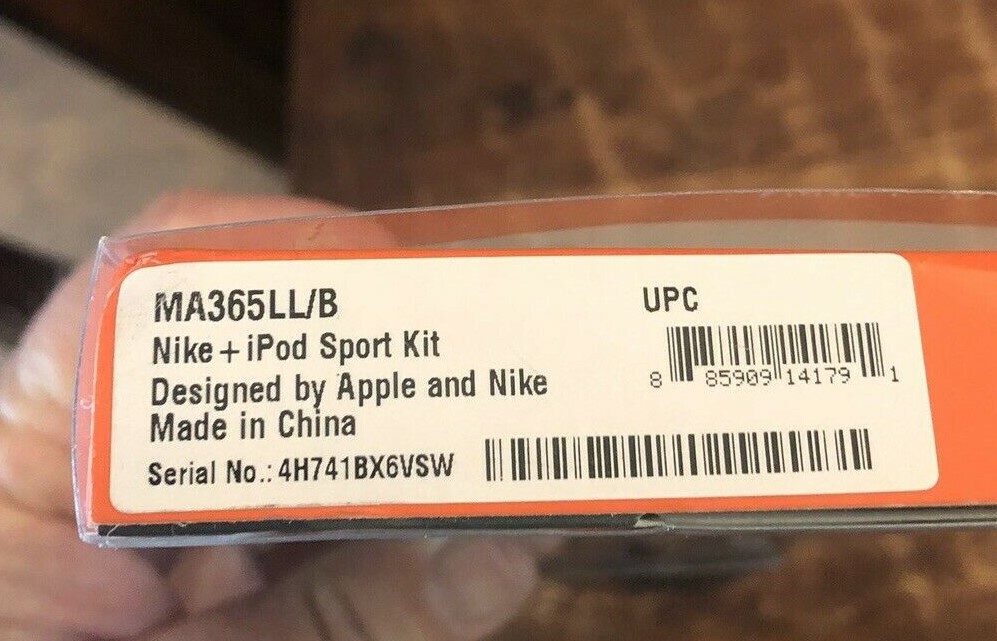 MA365LL/B
Nike + iPod Sport Kit
Designed by Apple and Nike
Made in China
Serial No.: 4H741BX6VSW
UPC
8 85909 14179 1